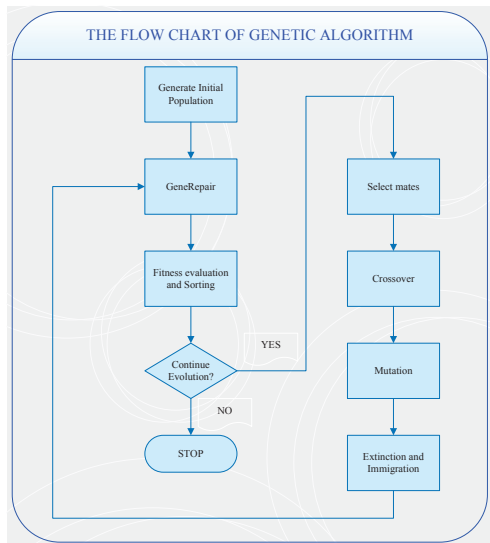 THE FLOW CHART OF GENETIC ALGORITHM
Generate Initial
Population
GeneRepair
Fitness evaluation
and Sorting
Continue
Evolution?
YES
NO
STOP
Select mates
Crossover
Mutation
Extinction and
Immigration